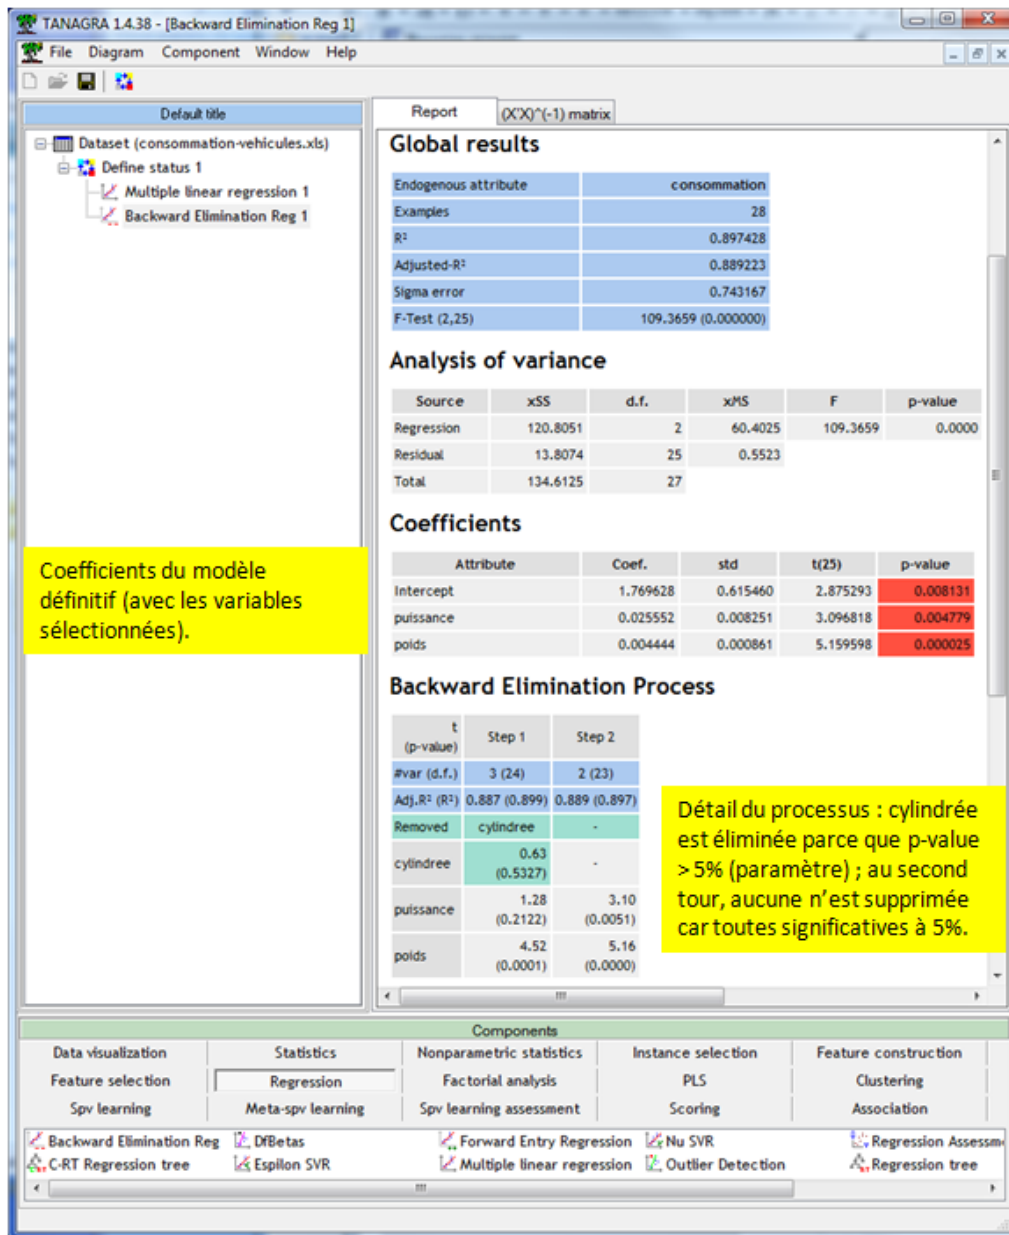 TANAGRA 1.4.38 - [Backward Elimination Reg 1]
File Diagram Component Window Help
Default title
Dataset (consommation-vehicules.xls)
Define status 1
Multiple linear regression 1
Backward Elimination Reg 1
Coefficients du modèle
définitif (avec les variables
sélectionnées).
Report (X'X)^(-1) matrix
Global results
Endogenous attribute consommation
Examples 28
R² 0.897428
Adjusted-R² 0.889223
Sigma error 0.743167
F-Test (2,25) 109.3659 (0.000000)
Analysis of variance
Source xSS d.f. xMS F p-value
Regression 120.8051 2 60.4025 109.3659 0.0000
Residual 13.8074 25 0.5523
Total 134.6125 27
Coefficients
Attribute Coef. std t(25) p-value
Intercept 1.769628 0.615460 2.875293 0.008131
puissance 0.025552 0.008251 3.096818 0.004779
poids 0.004444 0.000861 5.159598 0.000025
Backward Elimination Process
t
(p-value) Step 1 Step 2
#var (d.f.) 3 (24) 2 (23)
Adj.R² (R²) 0.887 (0.899) 0.889 (0.897)
Removed cylindree -
cylindree 0.63
(0.5327) -
puissance 1.28
(0.2122) 3.10
(0.0051)
poids 4.52
(0.0001) 5.16
(0.0000)
Détail du processus : cylindrée
est éliminée parce que p-value
> 5% (paramètre) ; au second
tour, aucune n'est supprimée
car toutes significatives à 5%.
Components
Data visualization Statistics Nonparametric statistics Instance selection Feature construction
Feature selection Regression Factorial analysis PLS Clustering
Spv learning Meta-spv learning Spv learning assessment Scoring Association
Backward Elimination Reg DfBetas Forward Entry Regression Nu SVR Regression Assessm
C-RT Regression tree Espilon SVR Multiple linear regression Outlier Detection Regression tree